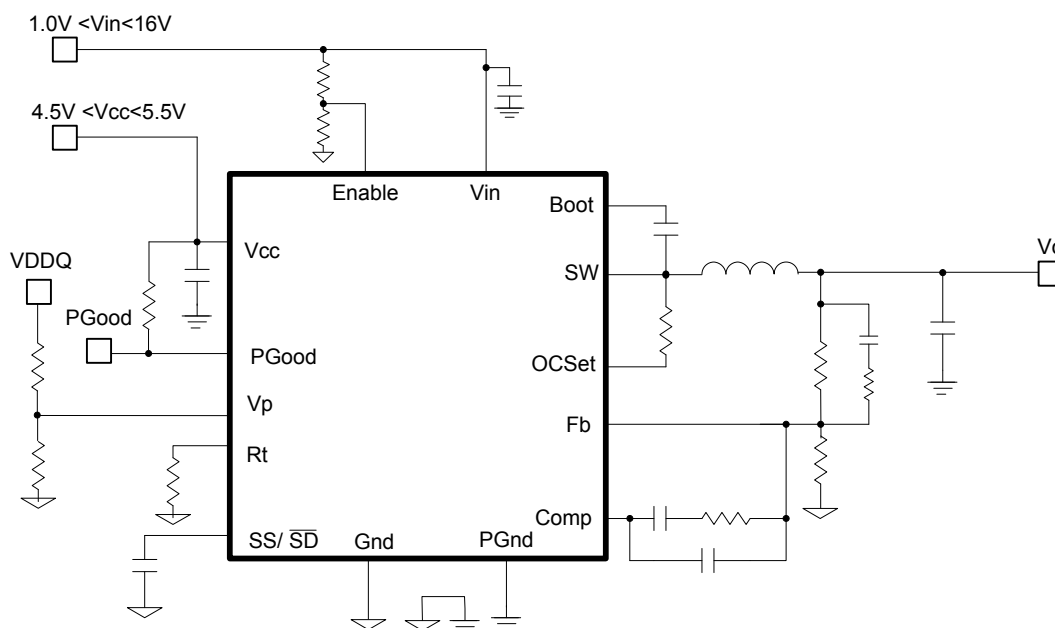 1.0V <Vin<16V
4.5V <Vcc<5.5V
Enable
Vin
Boot
Vcc
SW
VDDQ
PGood
PGood
OCSet
Vp
Fb
Rt
Comp
SS/ SD
Gnd
PGnd